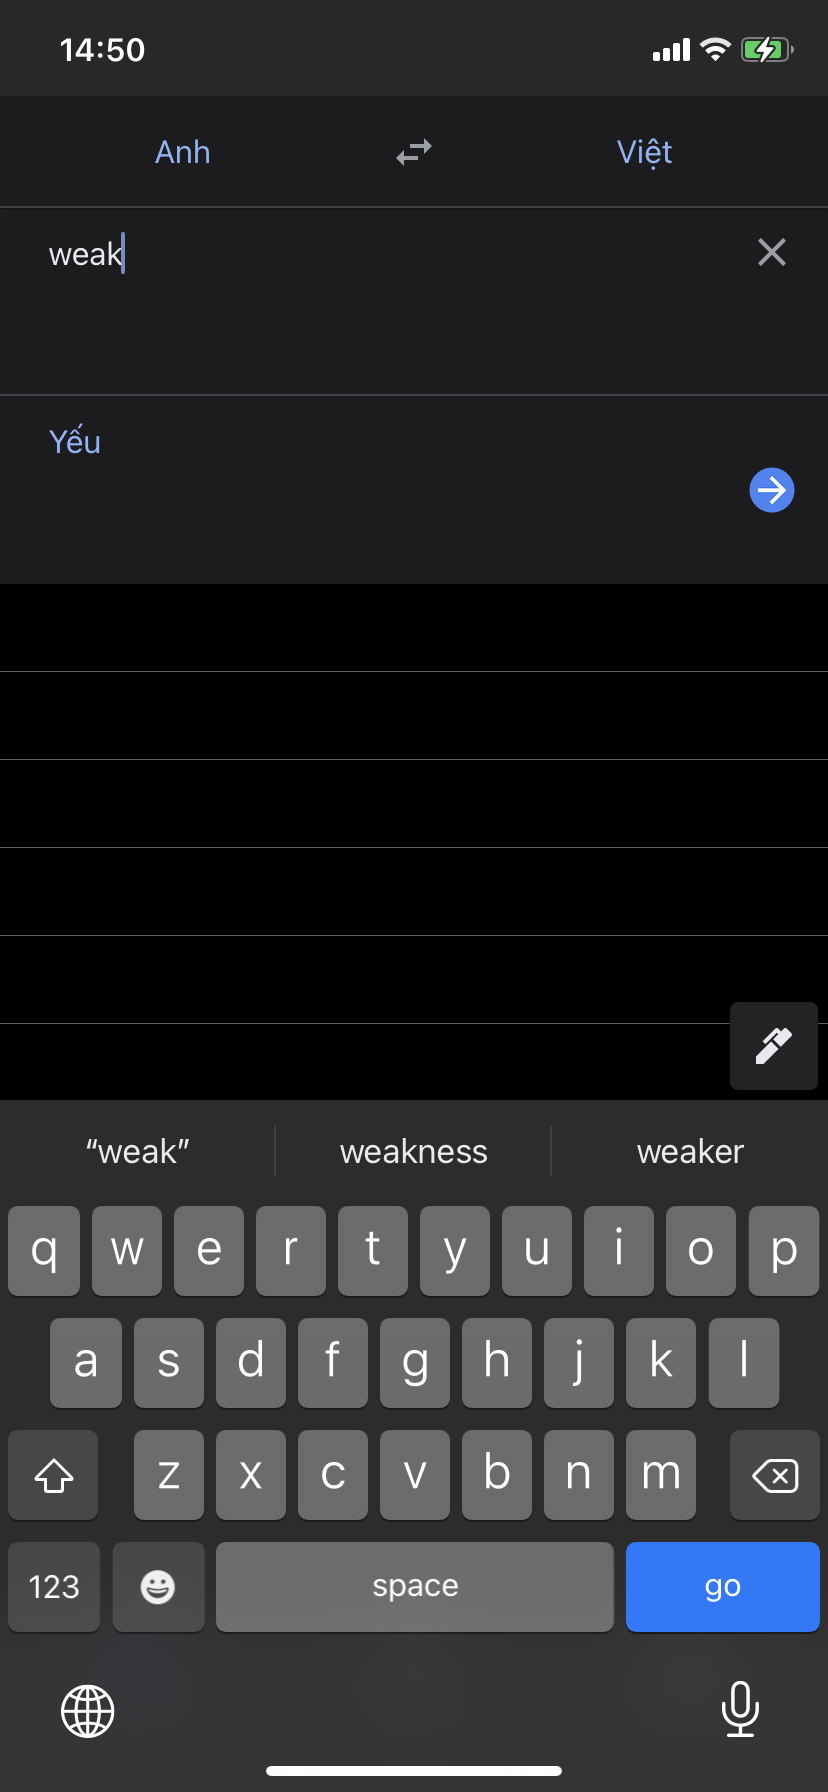 14:50
Anh Việt
weak
Yếu
“weak” weakness weaker
q w e r t y u i o p
a s d f g h j k l
z x c v b n m
123 space go